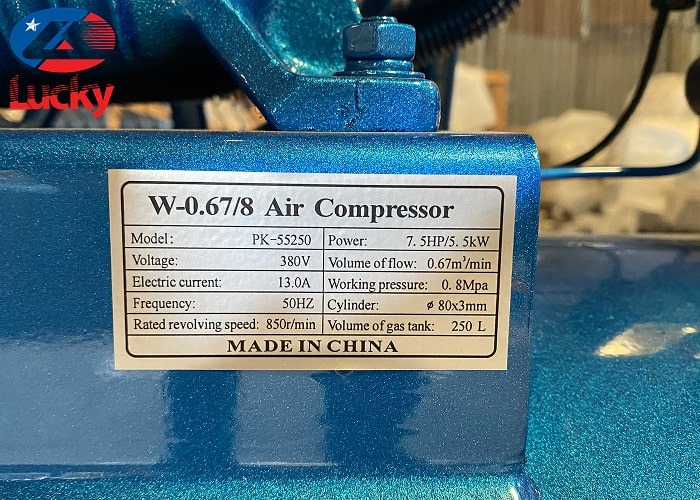 Lucky
W-0.67/8 Air Compressor
Model: PK-55250 Power: 7.5HP/5.5kW
Voltage: 380V Volume of flow: 0.67m³/min
Electric current: 13.0A Working pressure: 0.8Mpa
Frequency: 50HZ Cylinder: ϕ 80x3mm
Rated revolving speed: 850r/min Volume of gas tank: 250 L
MADE IN CHINA